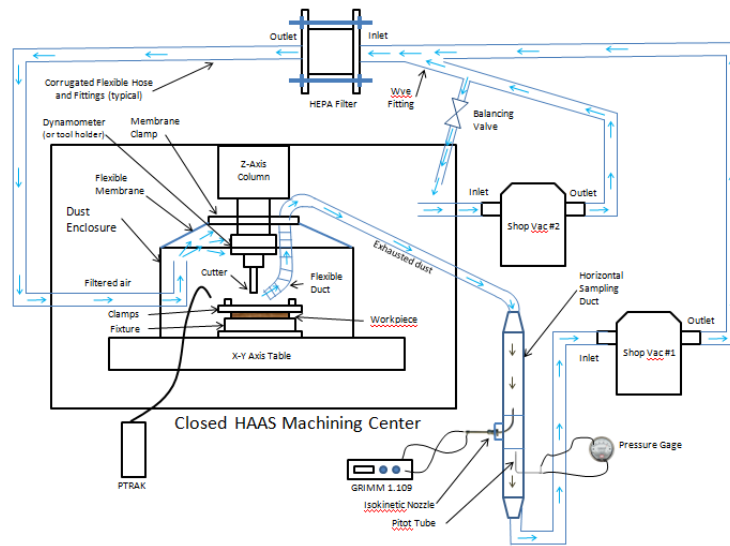 Outlet
Inlet
Corrugated Flexible Hose
and Fittings (typical)
HEPA Filter
Wve
Fitting
Balancing
Valve
Dynamometer
(or tool holder)
Membrane
Clamp
Z-Axis
Column
Flexible
Membrane
Dust
Enclosure
Inlet
Outlet
Shop Vac #2
Exhausted dust
Filtered air
Cutter
Flexible
Duct
Horizontal
Sampling
Duct
Clamps
Fixture
Workpiece
X-Y Axis Table
Outlet
Inlet
Shop Vac #1
Closed HAAS Machining Center
PTRAK
GRIMM 1.109
Isokinetic Nozzle
Pitot Tube
Pressure Gage